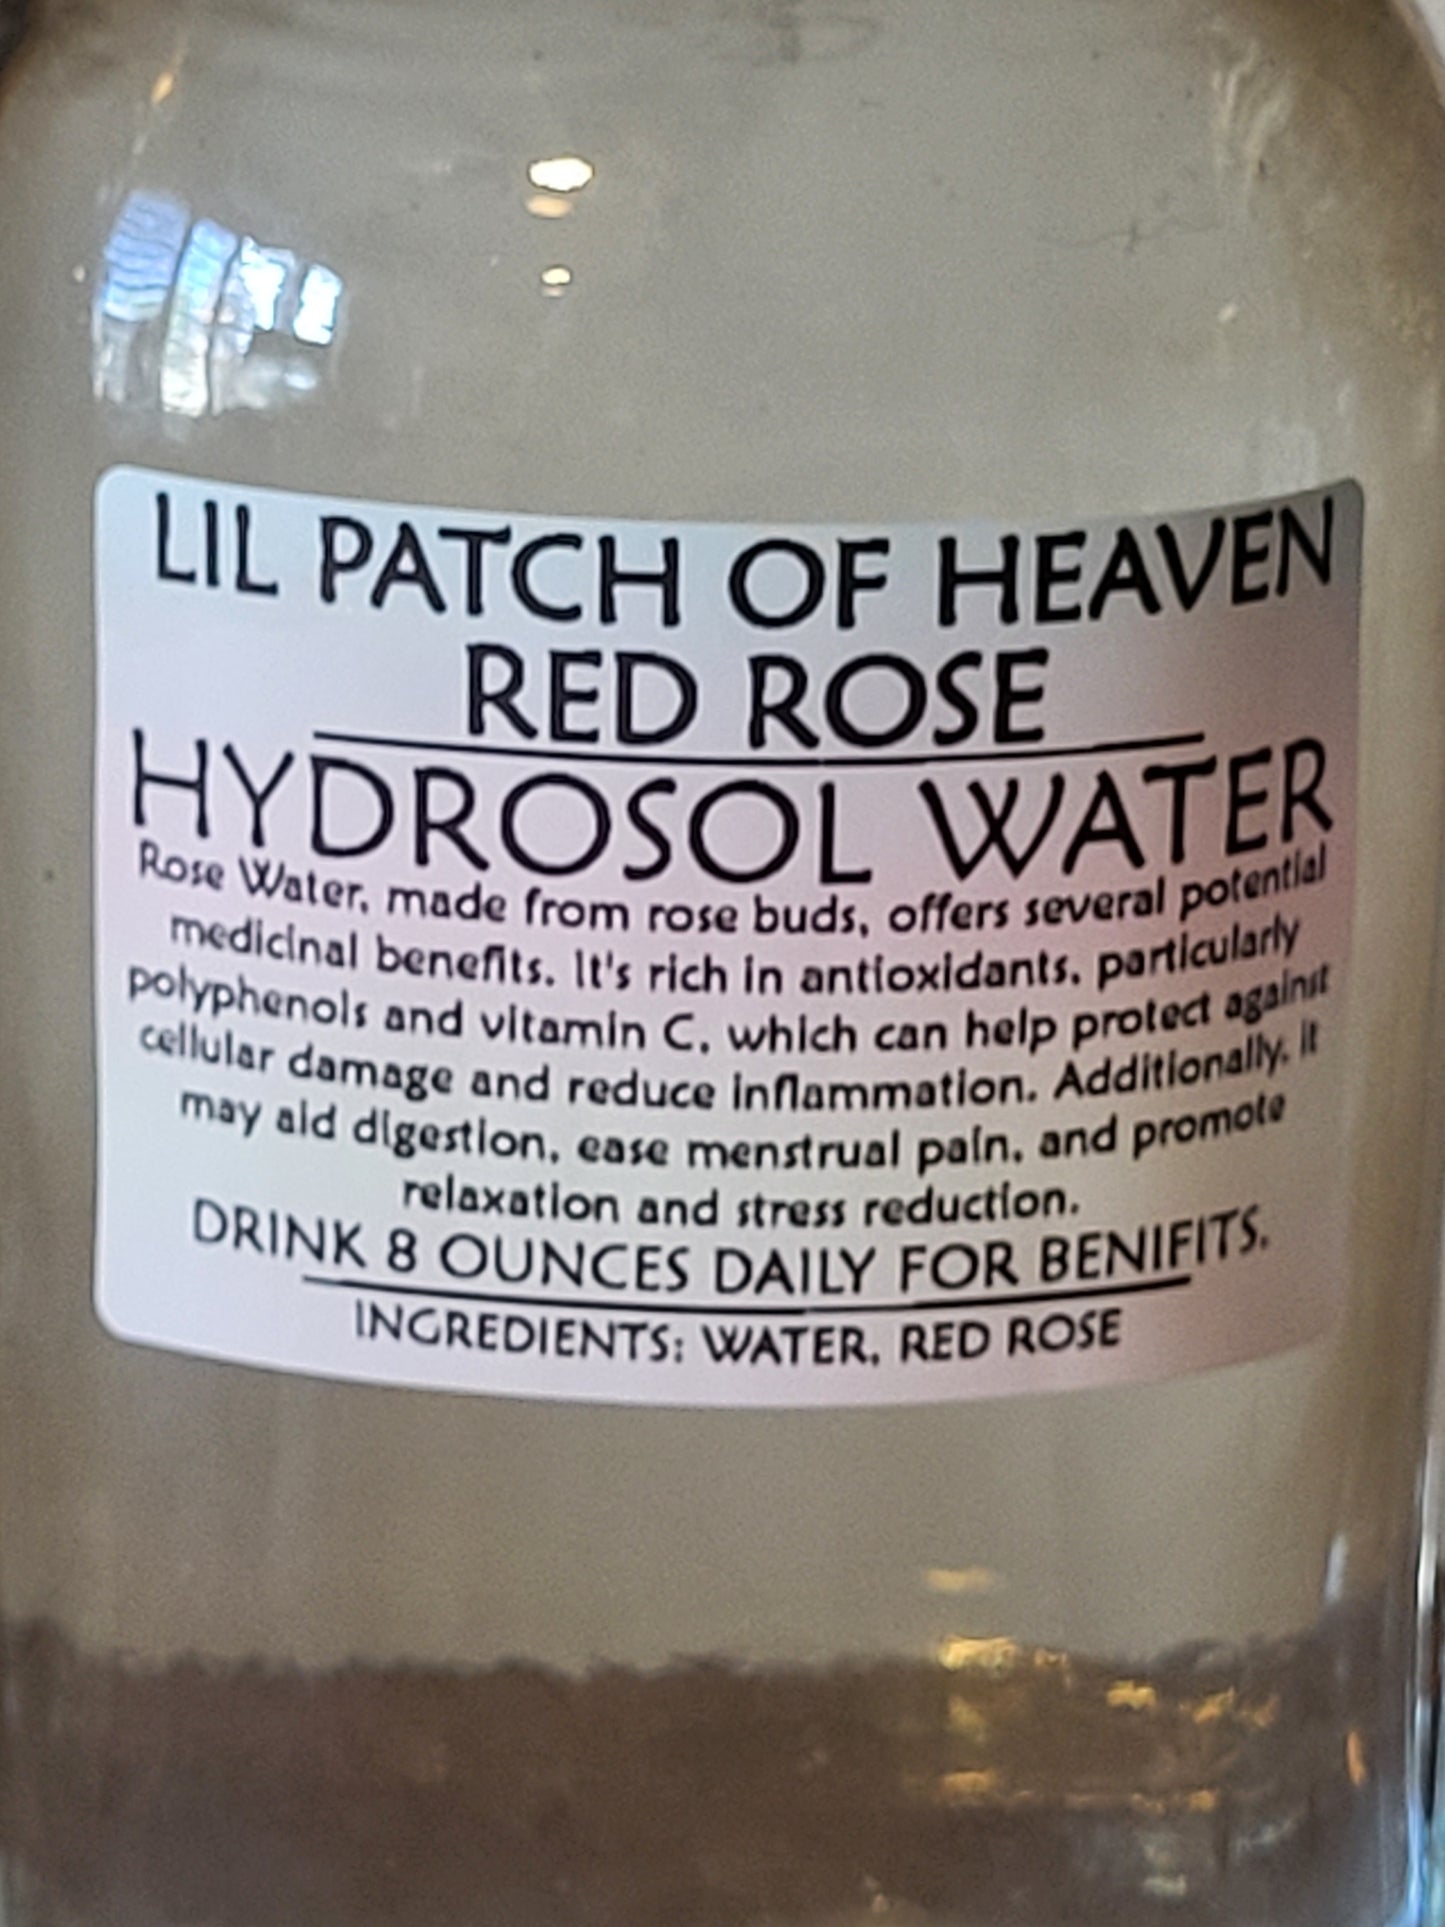 LIL PATCH OF HEAVEN
RED ROSE
HYDROSOL WATER
Rose Water, made from rose buds, offers several potential
medicinal benefits. It's rich in antioxidants, particularly
polyphenols and vitamin C, which can help protect against
cellular damage and reduce inflammation. Additionally, it
may aid digestion, ease menstrual pain, and promote
relaxation and stress reduction.
DRINK 8 OUNCES DAILY FOR BENIFITS.
INGREDIENTS: WATER, RED ROSE